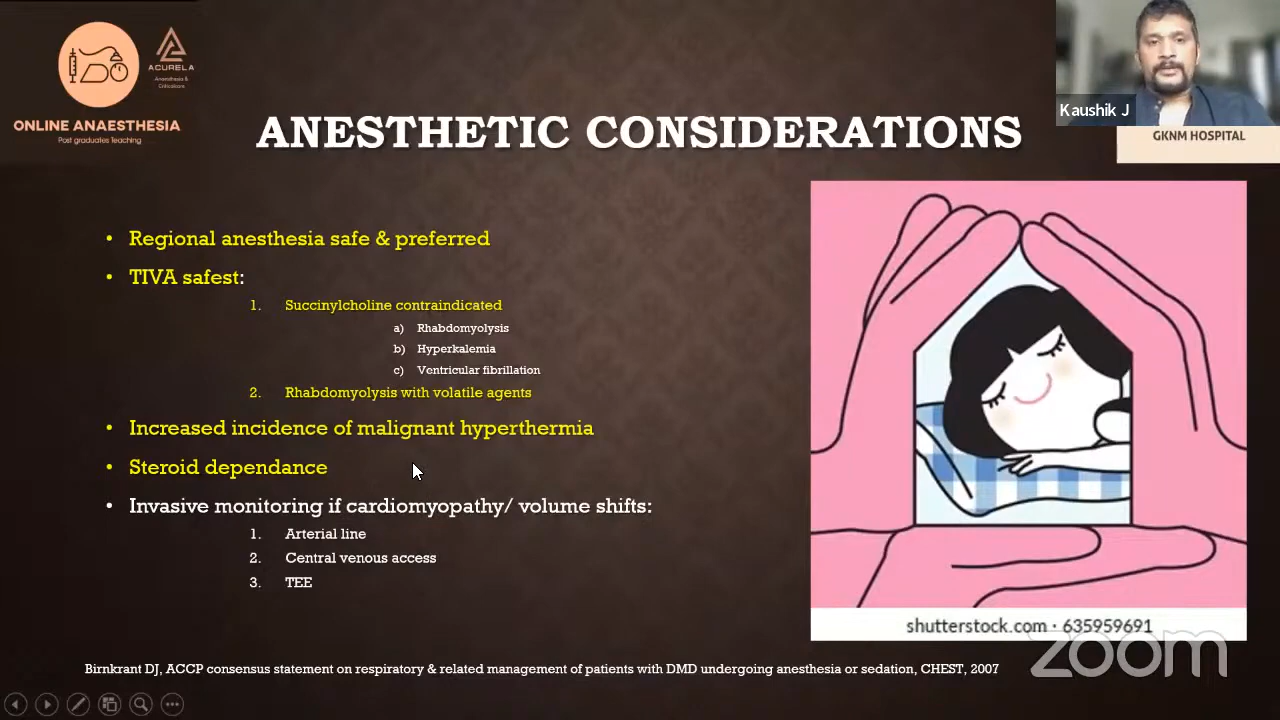 ACURELA
Anaesthesia &
Criticalcare
ONLINE ANAESTHESIA
Post graduates Teaching
Kaushik J
GKNM HOSPITAL
ANESTHETIC CONSIDERATIONS
• Regional anesthesia safe & preferred
• TIVA safest:
1. Succinylcholine contraindicated
a) Rhabdomyolysis
b) Hyperkalemia
c) Ventricular fibrillation
2. Rhabdomyolysis with volatile agents
• Increased incidence of malignant hyperthermia
• Steroid dependance
• Invasive monitoring if cardiomyopathy/ volume shifts:
1. Arterial line
2. Central venous access
3. TEE
shutterstock.com · 635959691
zoom
Birnkrant DJ, ACCP consensus statement on respiratory & related management of patients with DMD undergoing anesthesia or sedation, CHEST, 2007